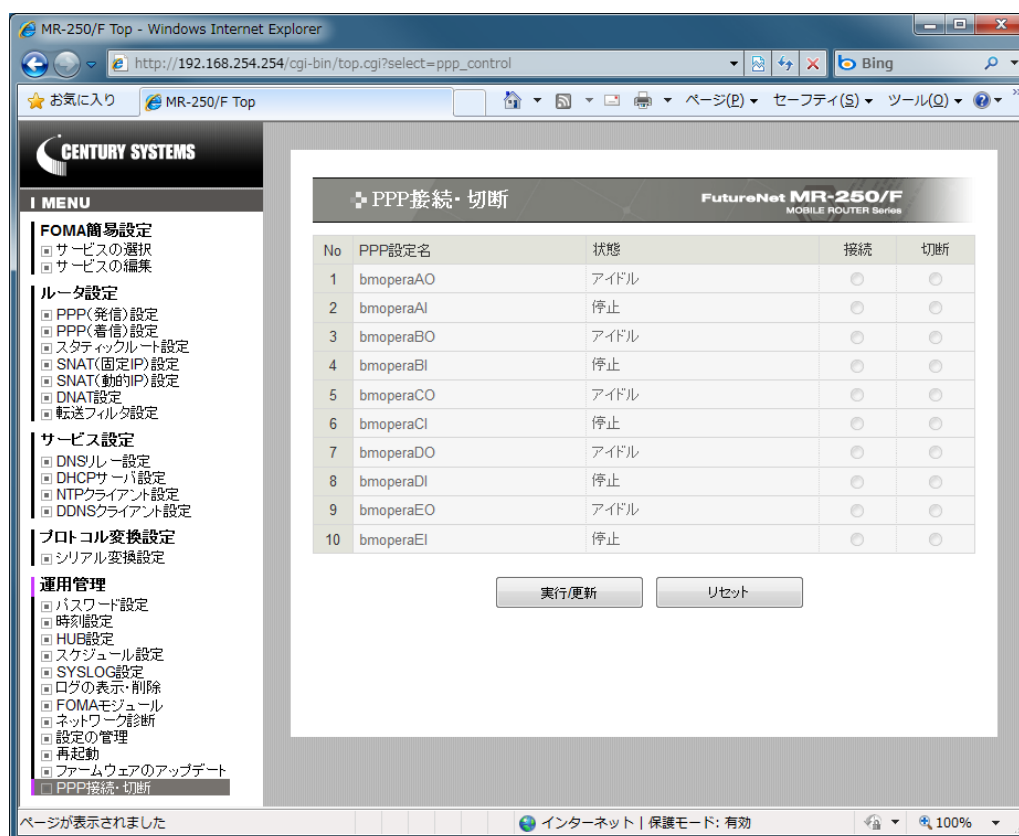 MR-250/F Top - Windows Internet Explorer
http://192.168.254.254/cgi-bin/top.cgi?select=ppp_control
Bing
お気に入り
MR-250/F Top
ページ(P)
セーフティ(S)
ツール(O)
»
CENTURY SYSTEMS
MENU
FOMA簡易設定
サービスの選択
サービスの編集
ルータ設定
PPP(発信)設定
PPP(着信)設定
スタティックルート設定
SNAT(固定IP)設定
SNAT(動的IP)設定
DNAT設定
転送フィルタ設定
サービス設定
DNSリレー設定
DHCPサーバ設定
NTPクライアント設定
DDNSクライアント設定
プロトコル変換設定
シリアル変換設定
運用管理
パスワード設定
時刻設定
HUB設定
スケジュール設定
SYSLOG設定
ログの表示・削除
FOMAモジュール
ネットワーク診断
設定の管理
再起動
ファームウェアのアップデート
PPP接続・切断
PPP接続・切断
FutureNet MR-250/F
MOBILE ROUTER Series
No PPP設定名 状態 接続 切断
1 bmoperaAO アイドル
2 bmoperaAI 停止
3 bmoperaBO アイドル
4 bmoperaBI 停止
5 bmoperaCO アイドル
6 bmoperaCI 停止
7 bmoperaDO アイドル
8 bmoperaDI 停止
9 bmoperaEO アイドル
10 bmoperaEI 停止
実行/更新
リセット
ページが表示されました
インターネット | 保護モード: 有効
100%